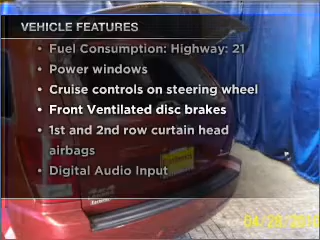 VEHICLE FEATURES
• Fuel Consumption: Highway: 21
• Power windows
• Cruise controls on steering wheel
• Front Ventilated disc brakes
• 1st and 2nd row curtain head
airbags
• Digital Audio Input